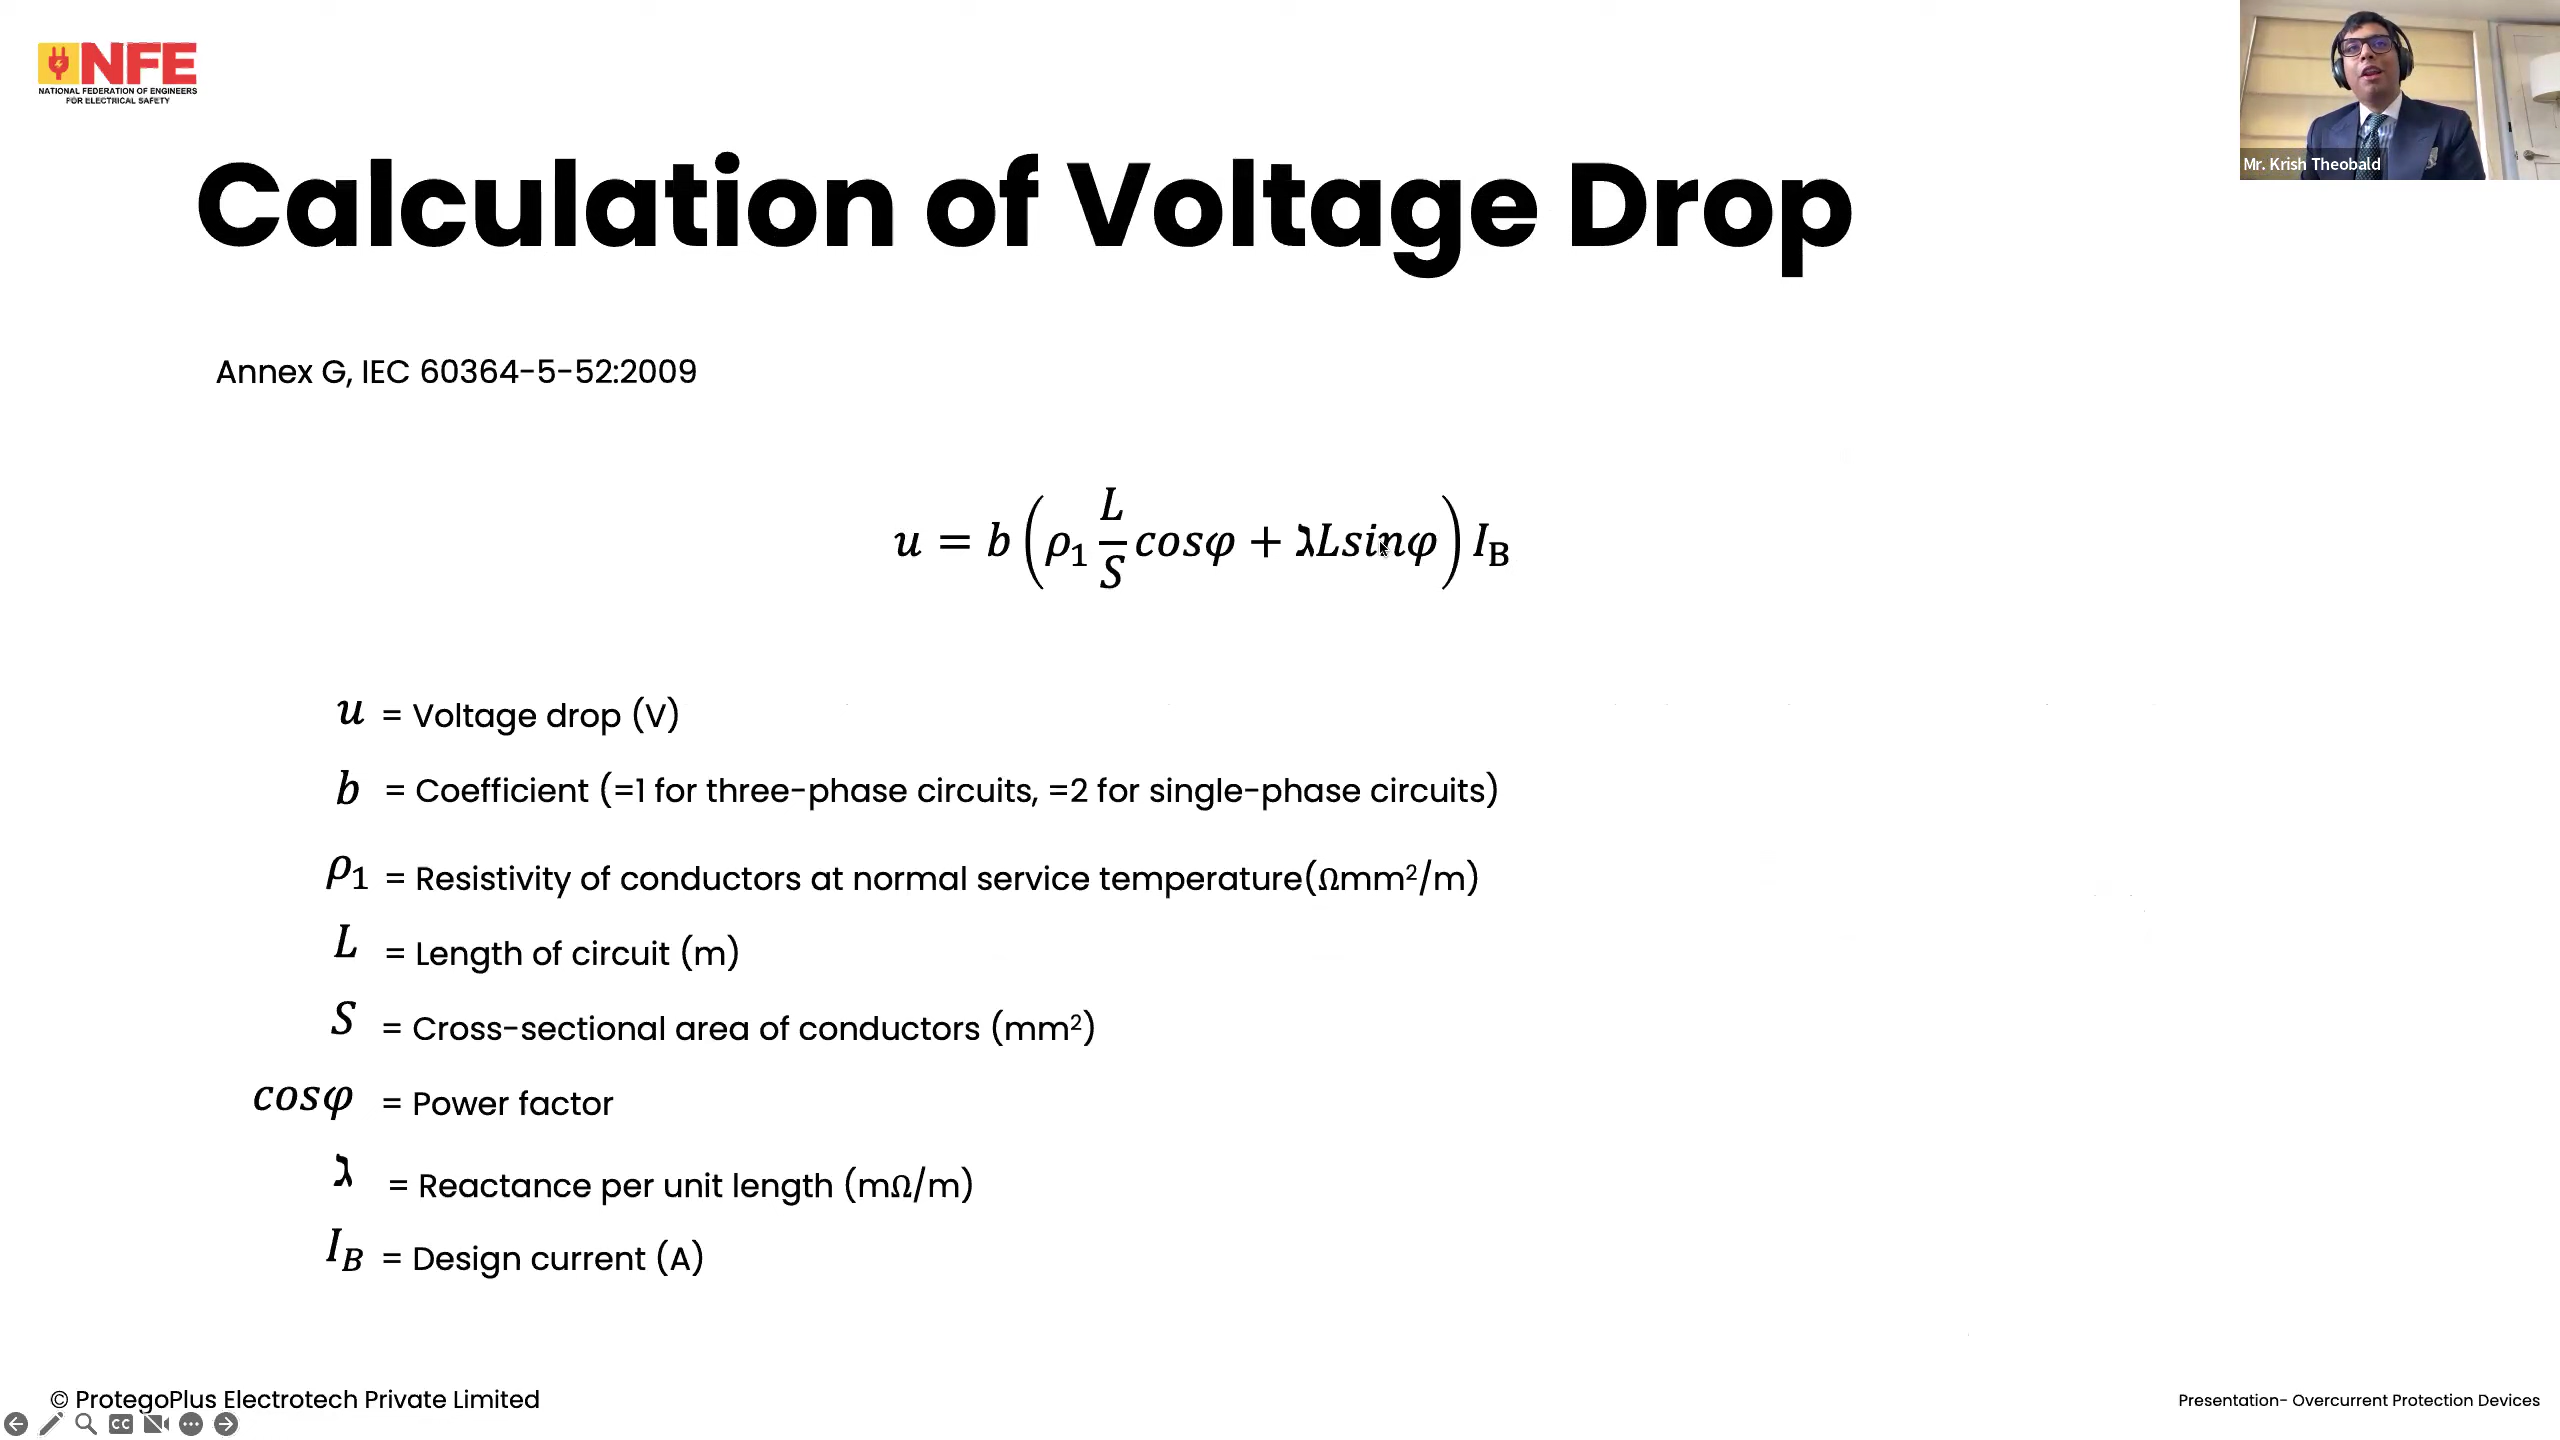 NFE
NATIONAL FEDERATION OF ENGINEERS
FOR ELECTRICAL SAFETY
Mr. Krish Theobald
Calculation of Voltage Drop
Annex G, IEC 60364-5-52:2009
u = b(ρ₁ L/S cosφ + גLsinφ) I_B
u = Voltage drop (V)
b = Coefficient (=1 for three-phase circuits, =2 for single-phase circuits)
ρ₁ = Resistivity of conductors at normal service temperature(Ωmm²/m)
L = Length of circuit (m)
S = Cross-sectional area of conductors (mm²)
cosφ = Power factor
ג = Reactance per unit length (mΩ/m)
I_B = Design current (A)
© ProtegoPlus Electrotech Private Limited
Presentation- Overcurrent Protection Devices
CC